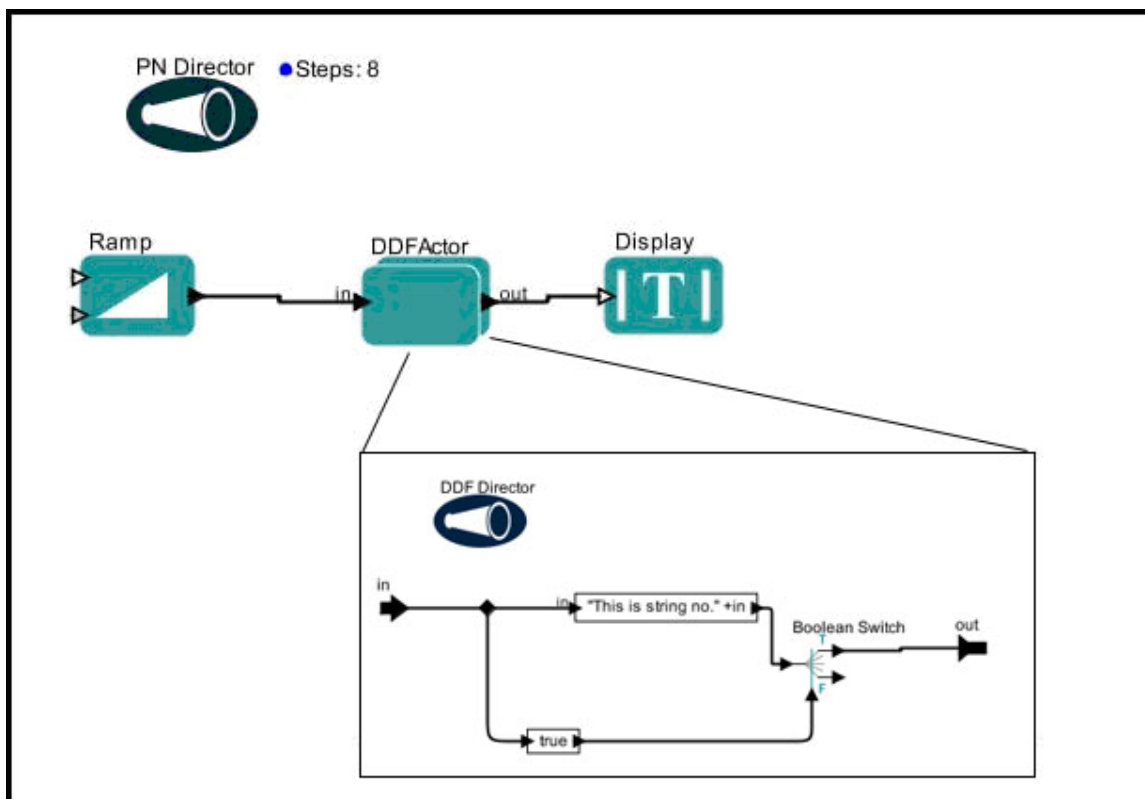 PN Director
Steps: 8
Ramp
DDFActor
Display
in
out
T
DDF Director
in
in
"This is string no." +in
Boolean Switch
T
F
out
true